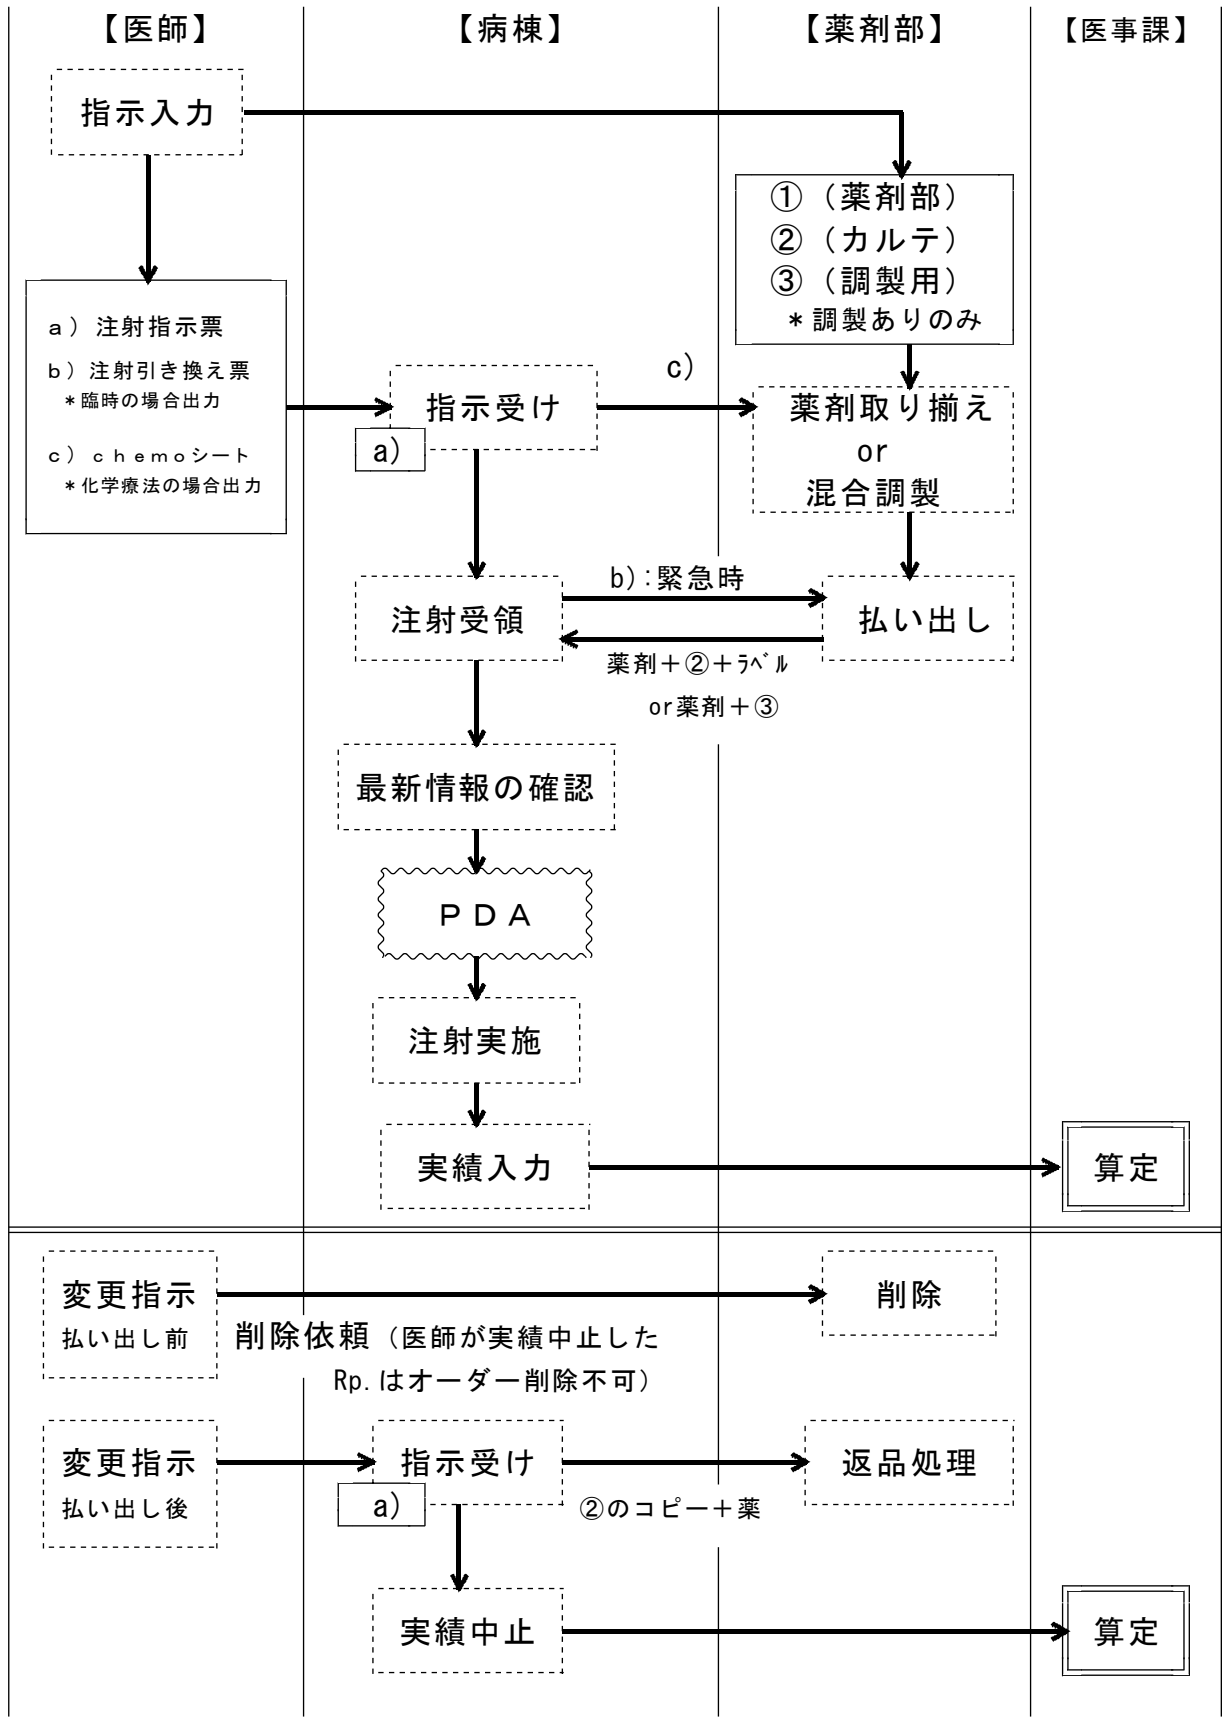 【医師】
【病棟】
【薬剤部】
【医事課】
指示入力
①（薬剤部）
②（カルテ）
③（調製用）
＊調製ありのみ
a）注射指示票
b）注射引き換え票
＊臨時の場合出力
c）ｃｈｅｍｏシート
＊化学療法の場合出力
指示受け
a)
c)
薬剤取り揃え
or
混合調製
注射受領
b):緊急時
払い出し
薬剤＋②＋ﾗﾍﾞﾙ
or薬剤＋③
最新情報の確認
ＰＤＡ
注射実施
実績入力
算定
変更指示
払い出し前
削除
削除依頼（医師が実績中止した
Rp.はオーダー削除不可）
変更指示
払い出し後
指示受け
a)
返品処理
②のコピー＋薬
実績中止
算定